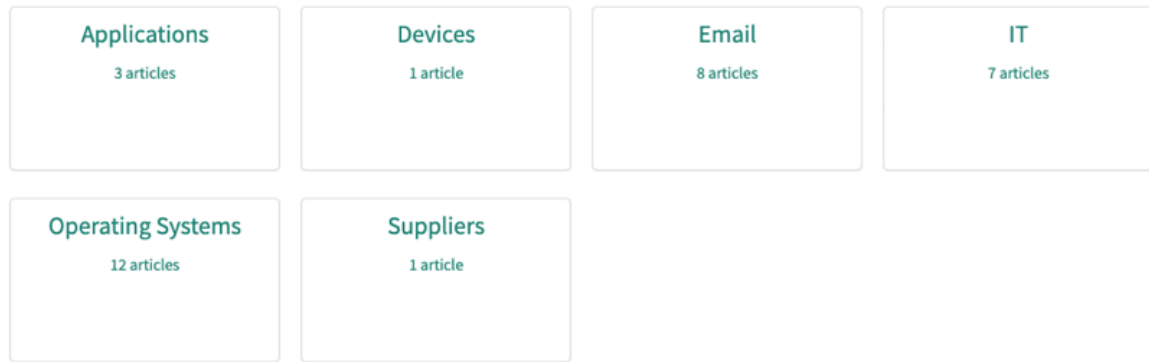 Applications
3 articles
Devices
1 article
Email
8 articles
IT
7 articles
Operating Systems
12 articles
Suppliers
1 article